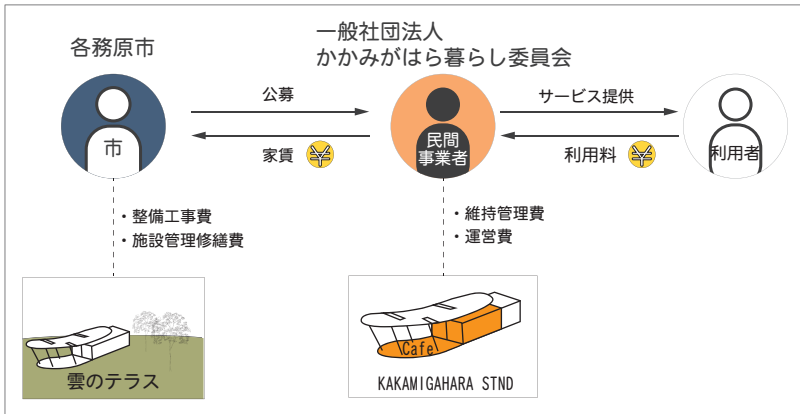 各務原市
一般社団法人
かかみがはら暮らし委員会
公募
サービス提供
市
民間
事業者
利用者
家賃
利用料
・整備工事費
・施設管理修繕費
・維持管理費
・運営費
雲のテラス
Cafe
KAKAMIGAHARA STND